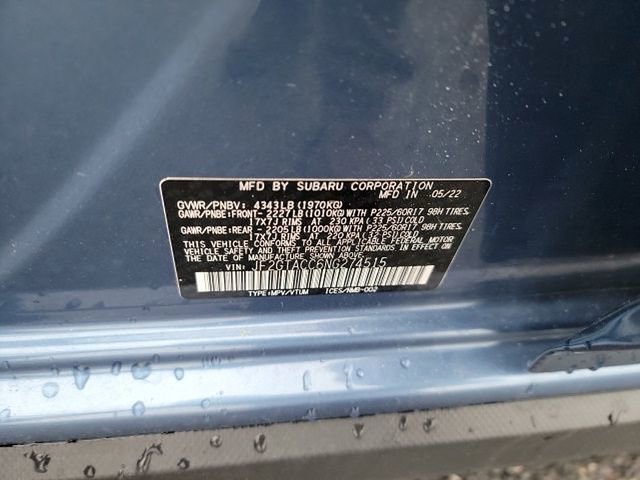 MFD BY SUBARU CORPORATION
MFD IN 05/22
GVWR/PNBV: 4343LB(1970KG)
GAWR/PNBE:FRONT- 2227LB(1010KG)WITH P225/60R17 98H TIRES,
17X7J RIMS AT 230 KPA(33 PSI)COLD
GAWR/PNBE:REAR - 2205LB(1000KG)WITH P225/60R17 98H TIRES,
17X7J RIMS AT 220 KPA(32 PSI)COLD
THIS VEHICLE CONFORMS TO ALL APPLICABLE FEDERAL MOTOR
VEHICLE SAFETY AND THEFT PREVENTION STANDARDS IN
EFFECT ON THE DATE OF MANUFACTURE SHOWN ABOVE.
VIN: JF2GTACC6NG274515
TYPE:MPV/VTUM ICES/NMB-002